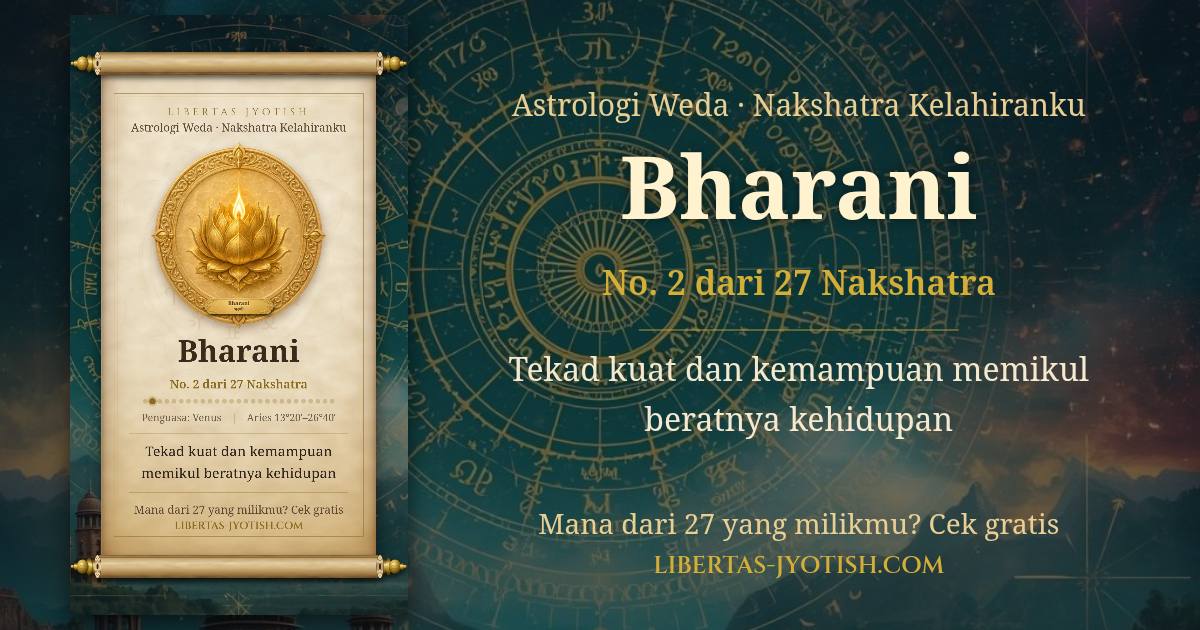 LIBERTAS JYOTISH
Astrologi Weda · Nakshatra Kelahiranku
Bharani
Bharani
No. 2 dari 27 Nakshatra
Penguasa: Venus | Aries 13°20'–26°40'
Tekad kuat dan kemampuan
memikul beratnya kehidupan
Mana dari 27 yang milikmu? Cek gratis
LIBERTAS-JYOTISH.COM
Astrologi Weda · Nakshatra Kelahiranku
Bharani
No. 2 dari 27 Nakshatra
Tekad kuat dan kemampuan memikul
beratnya kehidupan
Mana dari 27 yang milikmu? Cek gratis
LIBERTAS-JYOTISH.COM